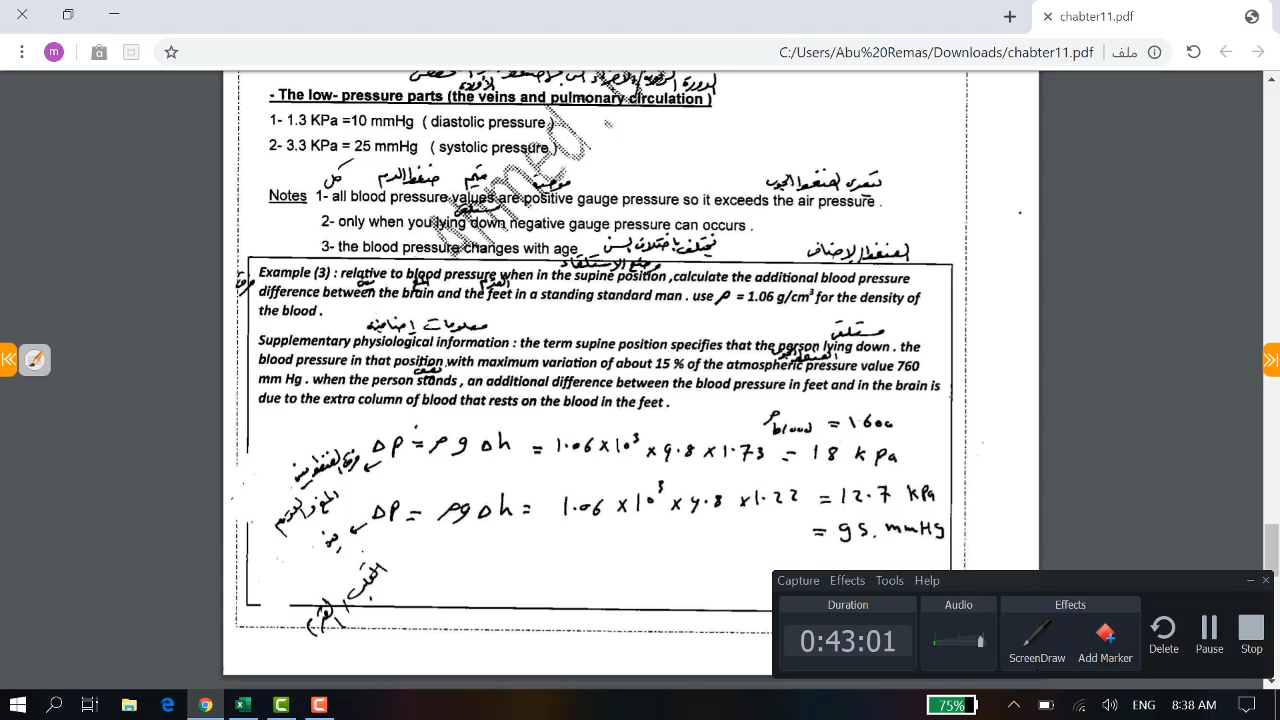 chabter11.pdf
C:/Users/Abu%20Remas/Downloads/chabter11.pdf
ملف
m
- The low- pressure parts (the veins and pulmonary circulation )
1- 1.3 KPa =10 mmHg ( diastolic pressure )
2- 3.3 KPa = 25 mmHg ( systolic pressure )
كل
ضغط الدم
Notes 1- all blood pressure values are positive gauge pressure so it exceeds the air pressure .
2- only when you lying down negative gauge pressure can occurs .
3- the blood pressure changes with age
تختلف باختلاف السن
Example (3) : relative to blood pressure when in the supine position ,calculate the additional blood pressure
difference between the brain and the feet in a standing standard man . use ρ = 1.06 g/cm³ for the density of
the blood .
معلومات إضافية
Supplementary physiological information : the term supine position specifies that the person lying down . the
blood pressure in that position with maximum variation of about 15 % of the atmospheric pressure value 760
mm Hg . when the person stands , an additional difference between the blood pressure in feet and in the brain is
due to the extra column of blood that rests on the blood in the feet .
ρ blood = 1600
ΔP = ρ g Δh = 1.06 × 10³ × 9.8 × 1.73 = 18 kPa
ΔP = ρ g Δh = 1.06 × 10³ × 9.8 × 1.22 = 12.7 kPa
= 95. mmHg
القلب
Capture Effects Tools Help
Duration Audio Effects
0:43:01
ScreenDraw Add Marker Delete Pause Stop
75% ENG 8:38 AM